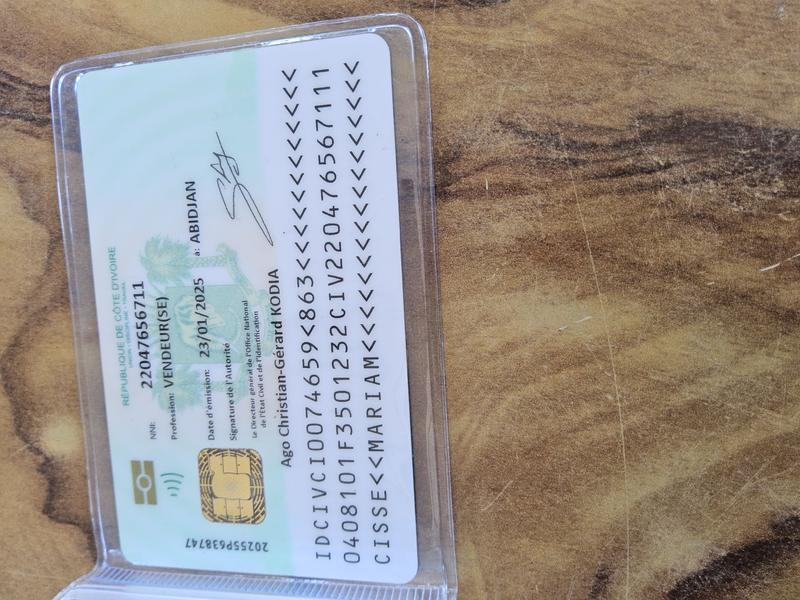 RÉPUBLIQUE DE CÔTE D'IVOIRE
NNI: 22047656711
Profession: VENDEUR(SE)
Date d'émission: 23/01/2025 à: ABIDJAN
Signature de l'Autorité
Le Directeur général de l'Office National
de l'État Civil et de l'Identification
Ago Christian-Gérard KODIA
20255P638747
IDCIVCI0074659<863<<<<<<<<<<<<
0408101F3501232CIV220476567111
CISSE<<MARIAM<<<<<<<<<<<<<<<<<